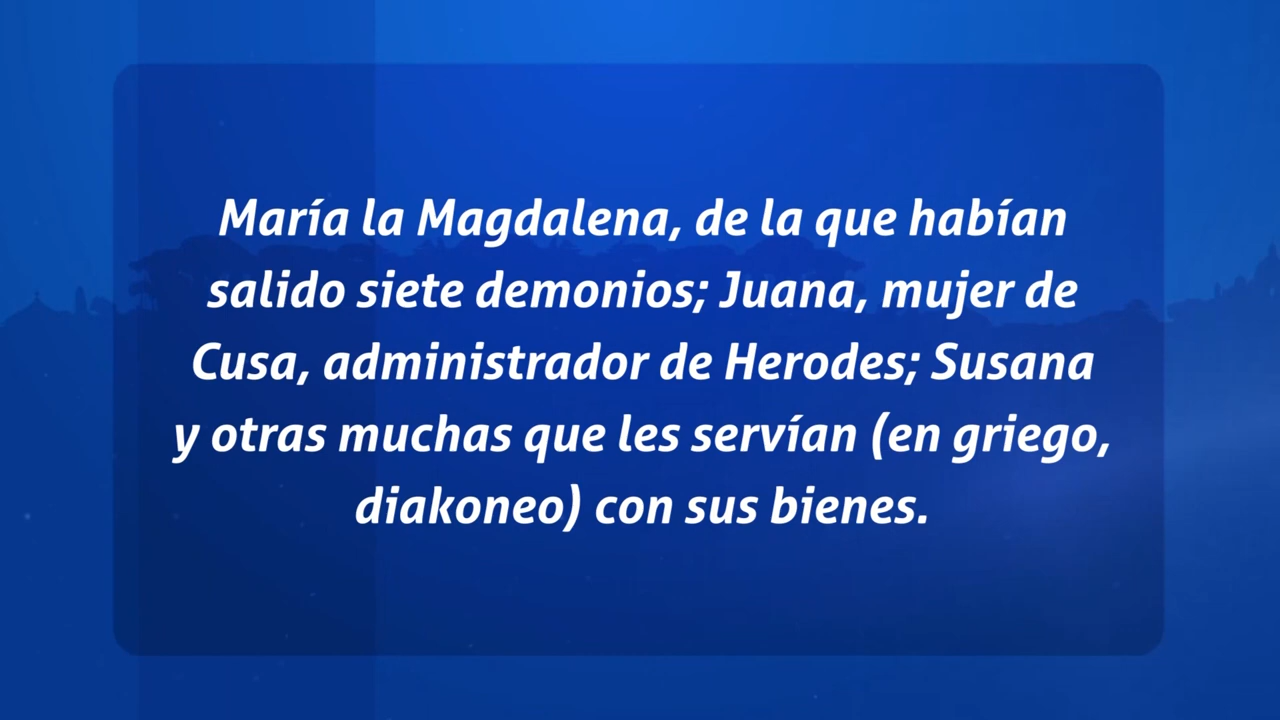 María la Magdalena, de la que habían
salido siete demonios; Juana, mujer de
Cusa, administrador de Herodes; Susana
y otras muchas que les servían (en griego,
diakoneo) con sus bienes.